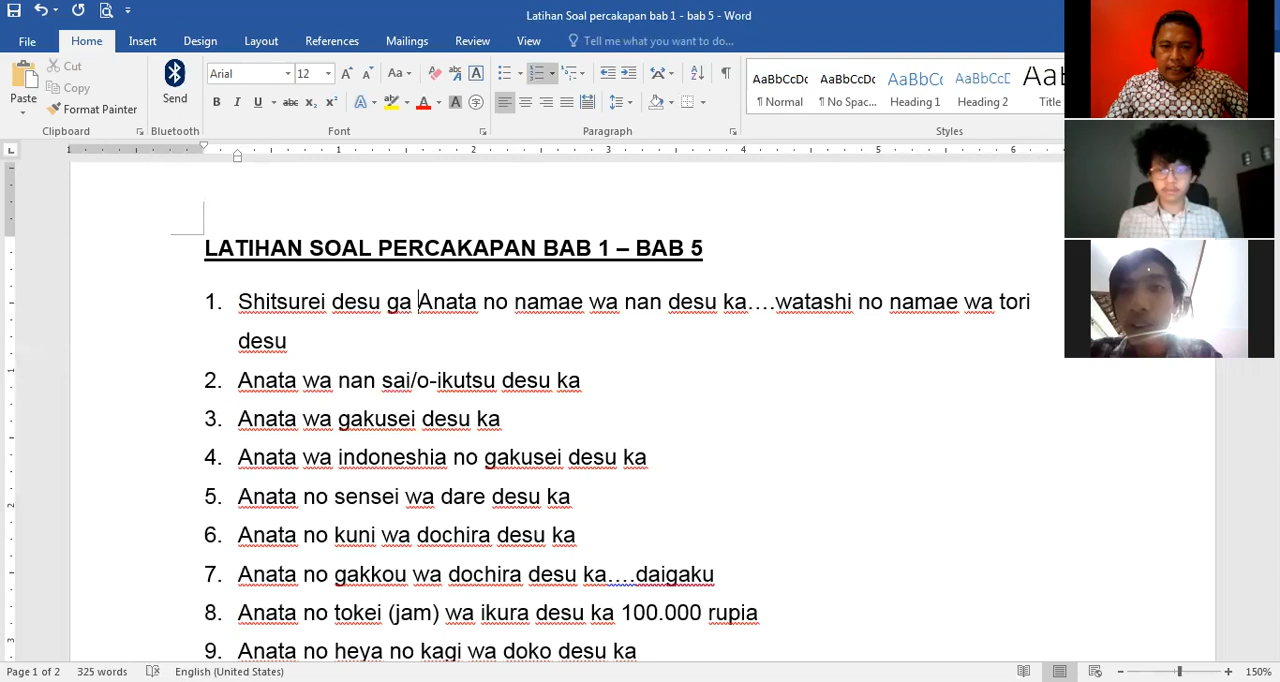 Latihan Soal percakapan bab 1 - bab 5 - Word
File Home Insert Design Layout References Mailings Review View Tell me what you want to do...
Cut
Copy
Format Painter
Paste
Send
Arial 12
AaBbCcDc AaBbCcDc AaBbCc AaBbCcD AaB
¶ Normal ¶ No Spac... Heading 1 Heading 2 Title
Clipboard Bluetooth Font Paragraph Styles
LATIHAN SOAL PERCAKAPAN BAB 1 – BAB 5
1. Shitsurei desu ga Anata no namae wa nan desu ka….watashi no namae wa tori
desu
2. Anata wa nan sai/o-ikutsu desu ka
3. Anata wa gakusei desu ka
4. Anata wa indoneshia no gakusei desu ka
5. Anata no sensei wa dare desu ka
6. Anata no kuni wa dochira desu ka
7. Anata no gakkou wa dochira desu ka….daigaku
8. Anata no tokei (jam) wa ikura desu ka 100.000 rupia
9. Anata no heya no kagi wa doko desu ka
Page 1 of 2 325 words English (United States) 150%